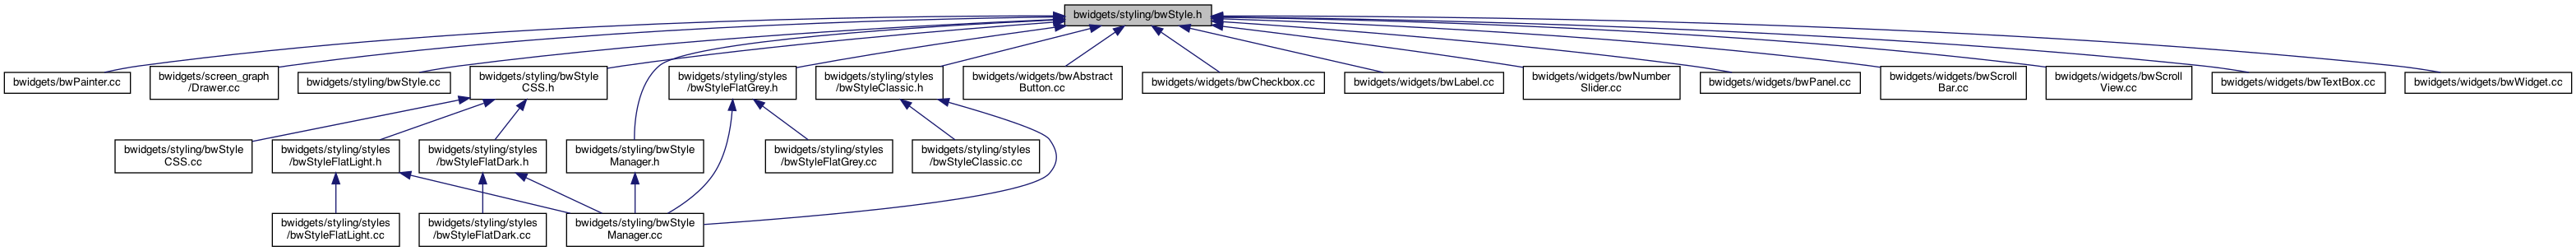 bwidgets/styling/bwStyle.h
bwidgets/bwPainter.cc
bwidgets/screen_graph
/Drawer.cc
bwidgets/styling/bwStyle.cc
bwidgets/styling/bwStyle
CSS.h
bwidgets/styling/styles
/bwStyleFlatGrey.h
bwidgets/styling/styles
/bwStyleClassic.h
bwidgets/widgets/bwAbstract
Button.cc
bwidgets/widgets/bwCheckbox.cc
bwidgets/widgets/bwLabel.cc
bwidgets/widgets/bwNumber
Slider.cc
bwidgets/widgets/bwPanel.cc
bwidgets/widgets/bwScroll
Bar.cc
bwidgets/widgets/bwScroll
View.cc
bwidgets/widgets/bwTextBox.cc
bwidgets/widgets/bwWidget.cc
bwidgets/styling/bwStyle
CSS.cc
bwidgets/styling/styles
/bwStyleFlatLight.h
bwidgets/styling/styles
/bwStyleFlatDark.h
bwidgets/styling/bwStyle
Manager.h
bwidgets/styling/styles
/bwStyleFlatGrey.cc
bwidgets/styling/styles
/bwStyleClassic.cc
bwidgets/styling/styles
/bwStyleFlatLight.cc
bwidgets/styling/styles
/bwStyleFlatDark.cc
bwidgets/styling/bwStyle
Manager.cc